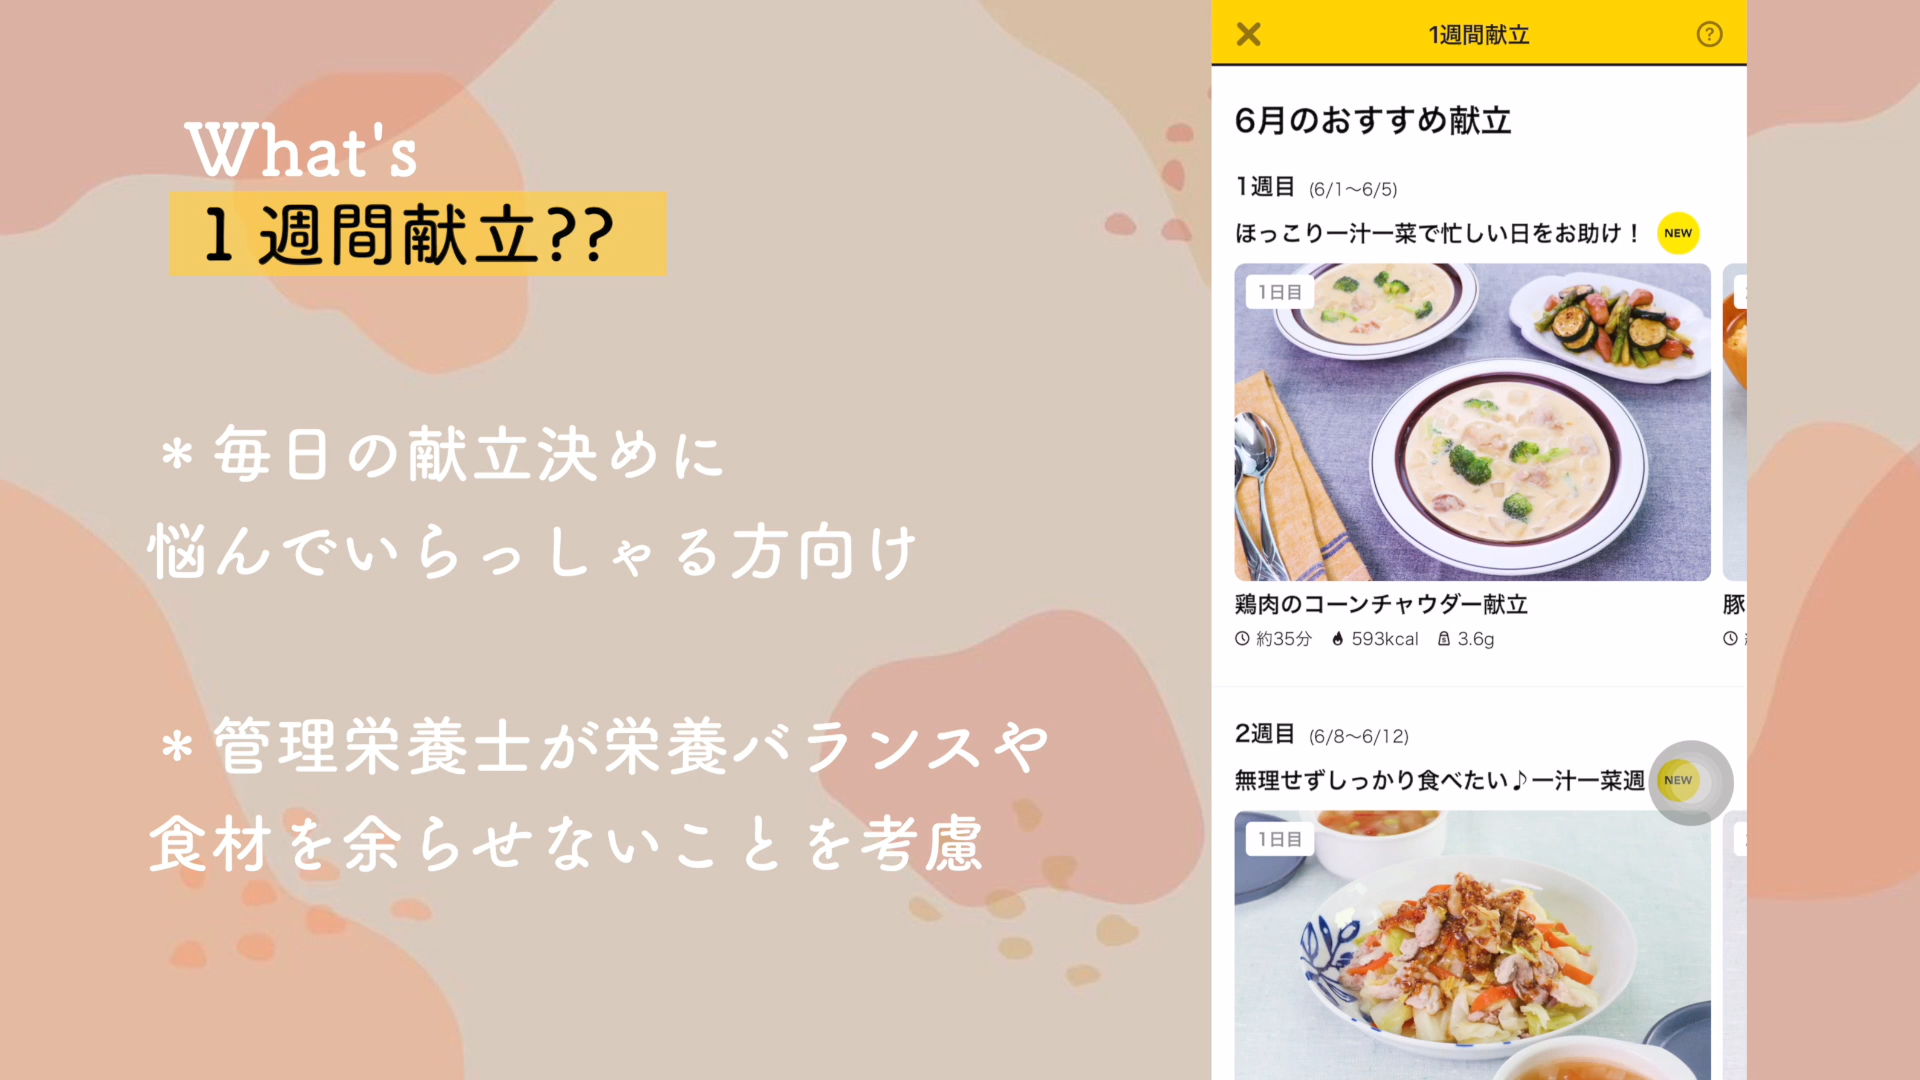 What's
1週間献立??
＊毎日の献立決めに
悩んでいらっしゃる方向け
＊管理栄養士が栄養バランスや
食材を余らせないことを考慮
1週間献立
6月のおすすめ献立
1週目 (6/1〜6/5)
ほっこり一汁一菜で忙しい日をお助け！ NEW
1日目
鶏肉のコーンチャウダー献立
豚
約35分 593kcal 3.6g
2週目 (6/8〜6/12)
無理せずしっかり食べたい♪一汁一菜週 NEW
1日目